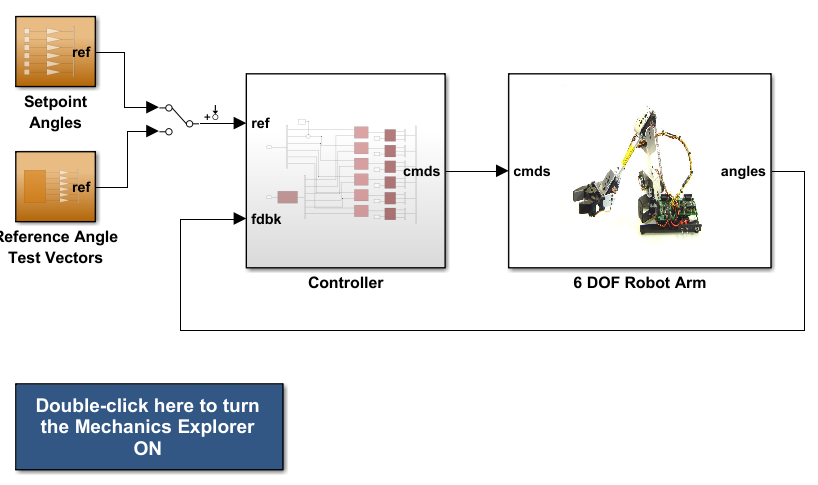 ref
Setpoint
Angles
ref
Reference Angle
Test Vectors
ref
fdbk
cmds
Controller
cmds
angles
6 DOF Robot Arm
Double-click here to turn
the Mechanics Explorer
ON